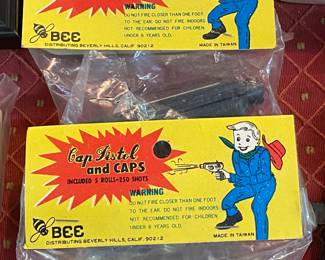 WARNING
DO NOT FIRE CLOSER THAN ONE FOOT
TO THE EAR. DO NOT FIRE INDOORS
NOT RECOMMENDED FOR CHILDREN
UNDER 8 YEARS OLD.
BEE
DISTRIBUTING BEVERLY HILLS, CALIF. 90212
MADE IN TAIWAN
Cap Pistol
and CAPS
INCLUDED 5 ROLLS-250 SHOTS
WARNING
DO NOT FIRE CLOSER THAN ONE FOOT
TO THE EAR. DO NOT FIRE INDOORS
NOT RECOMMENDED FOR CHILDREN
UNDER 8 YEARS OLD.
BEE
DISTRIBUTING BEVERLY HILLS, CALIF. 90212
MADE IN TAIWAN